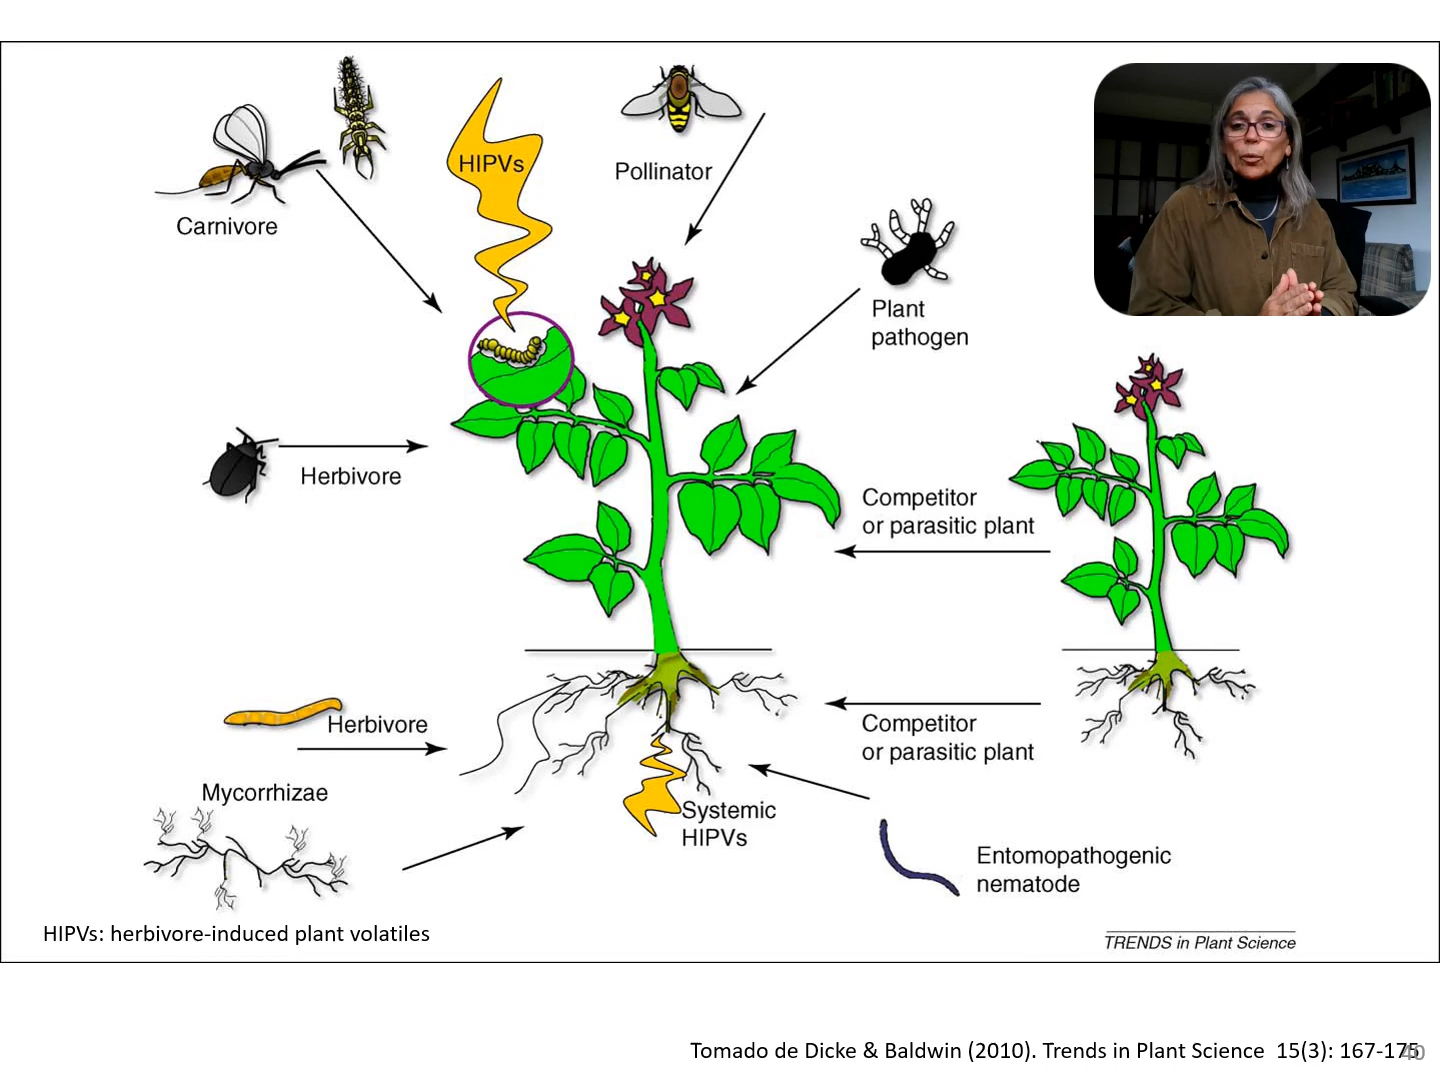 HIPVs
Pollinator
Carnivore
Plant
pathogen
Herbivore
Competitor
or parasitic plant
Herbivore
Competitor
or parasitic plant
Mycorrhizae
Systemic
HIPVs
Entomopathogenic
nematode
HIPVs: herbivore-induced plant volatiles
TRENDS in Plant Science
Tomado de Dicke & Baldwin (2010). Trends in Plant Science 15(3): 167-175
40